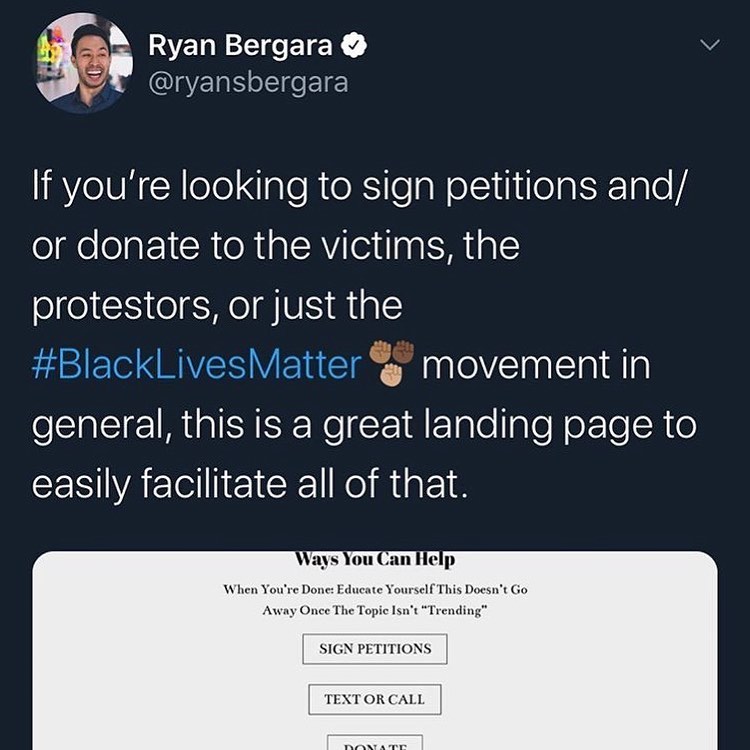 Ryan Bergara
@ryansbergara
If you’re looking to sign petitions and/
or donate to the victims, the
protestors, or just the
#BlackLivesMatter movement in
general, this is a great landing page to
easily facilitate all of that.
Ways You Can Help
When You're Done: Educate Yourself This Doesn't Go
Away Once The Topic Isn't "Trending"
SIGN PETITIONS
TEXT OR CALL
DONATE